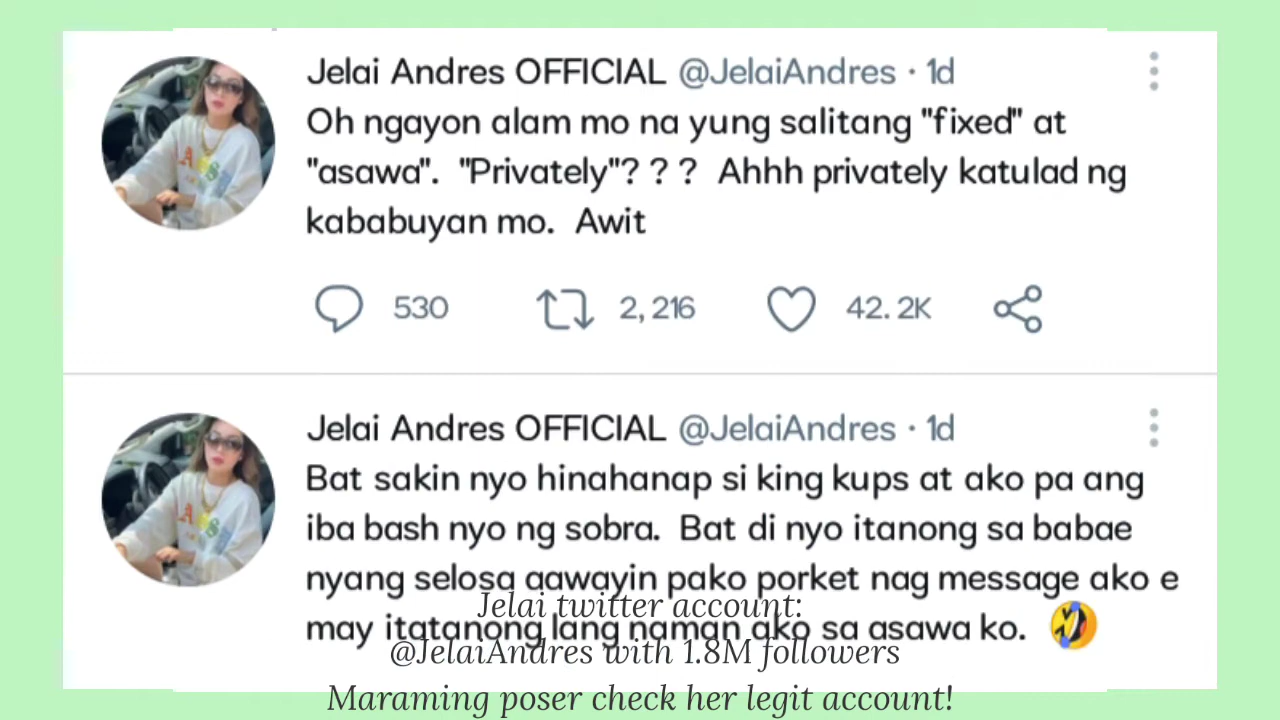 Jelai Andres OFFICIAL @JelaiAndres · 1d
Oh ngayon alam mo na yung salitang "fixed" at
"asawa". "Privately"? ? ? Ahhh privately katulad ng
kababuyan mo. Awit
530 2,216 42.2K
Jelai Andres OFFICIAL @JelaiAndres · 1d
Bat sakin nyo hinahanap si king kups at ako pa ang
iba bash nyo ng sobra. Bat di nyo itanong sa babae
nyang selosa aawayin pako porket nag message ako e
Jelai twitter account:
may itatanong lang naman ako sa asawa ko. 🤣
@JelaiAndres with 1.8M followers
Maraming poser check her legit account!